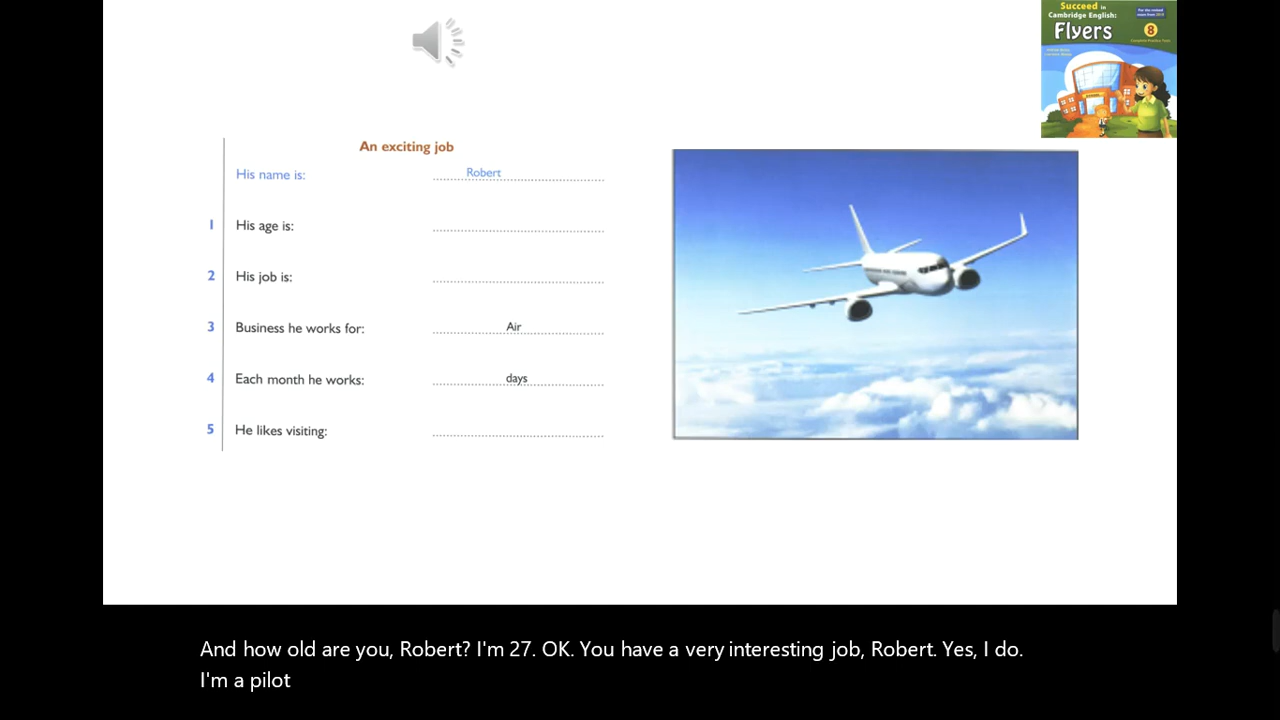 Succeed in
Cambridge English:
Flyers
8
An exciting job
His name is: Robert
1 His age is:
2 His job is:
3 Business he works for: Air
4 Each month he works: days
5 He likes visiting:
And how old are you, Robert? I'm 27. OK. You have a very interesting job, Robert. Yes, I do.
I'm a pilot